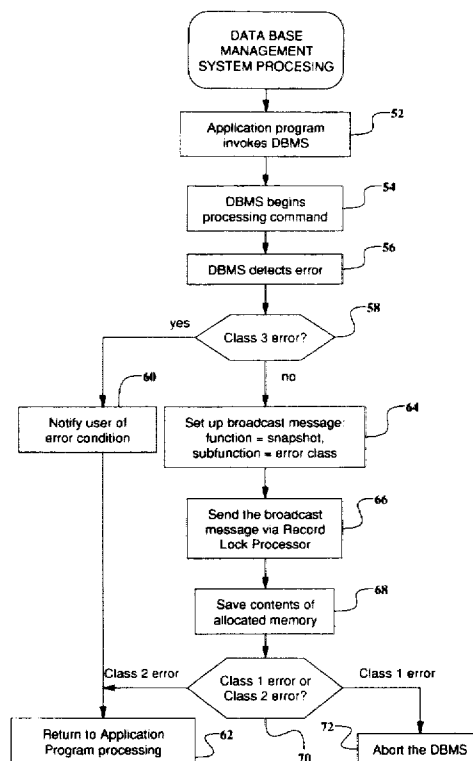 DATA BASE
MANAGEMENT
SYSTEM PROCESING
52
Application program
invokes DBMS
54
DBMS begins
processing command
56
DBMS detects error
58
yes
Class 3 error?
no
60
Notify user of
error condition
64
Set up broadcast message:
function = snapshot,
subfunction = error class
66
Send the broadcast
message via Record
Lock Processor
68
Save contents of
allocated memory
Class 2 error
Class 1 error or
Class 2 error?
Class 1 error
Return to Application
Program processing
62
70
72
Abort the DBMS